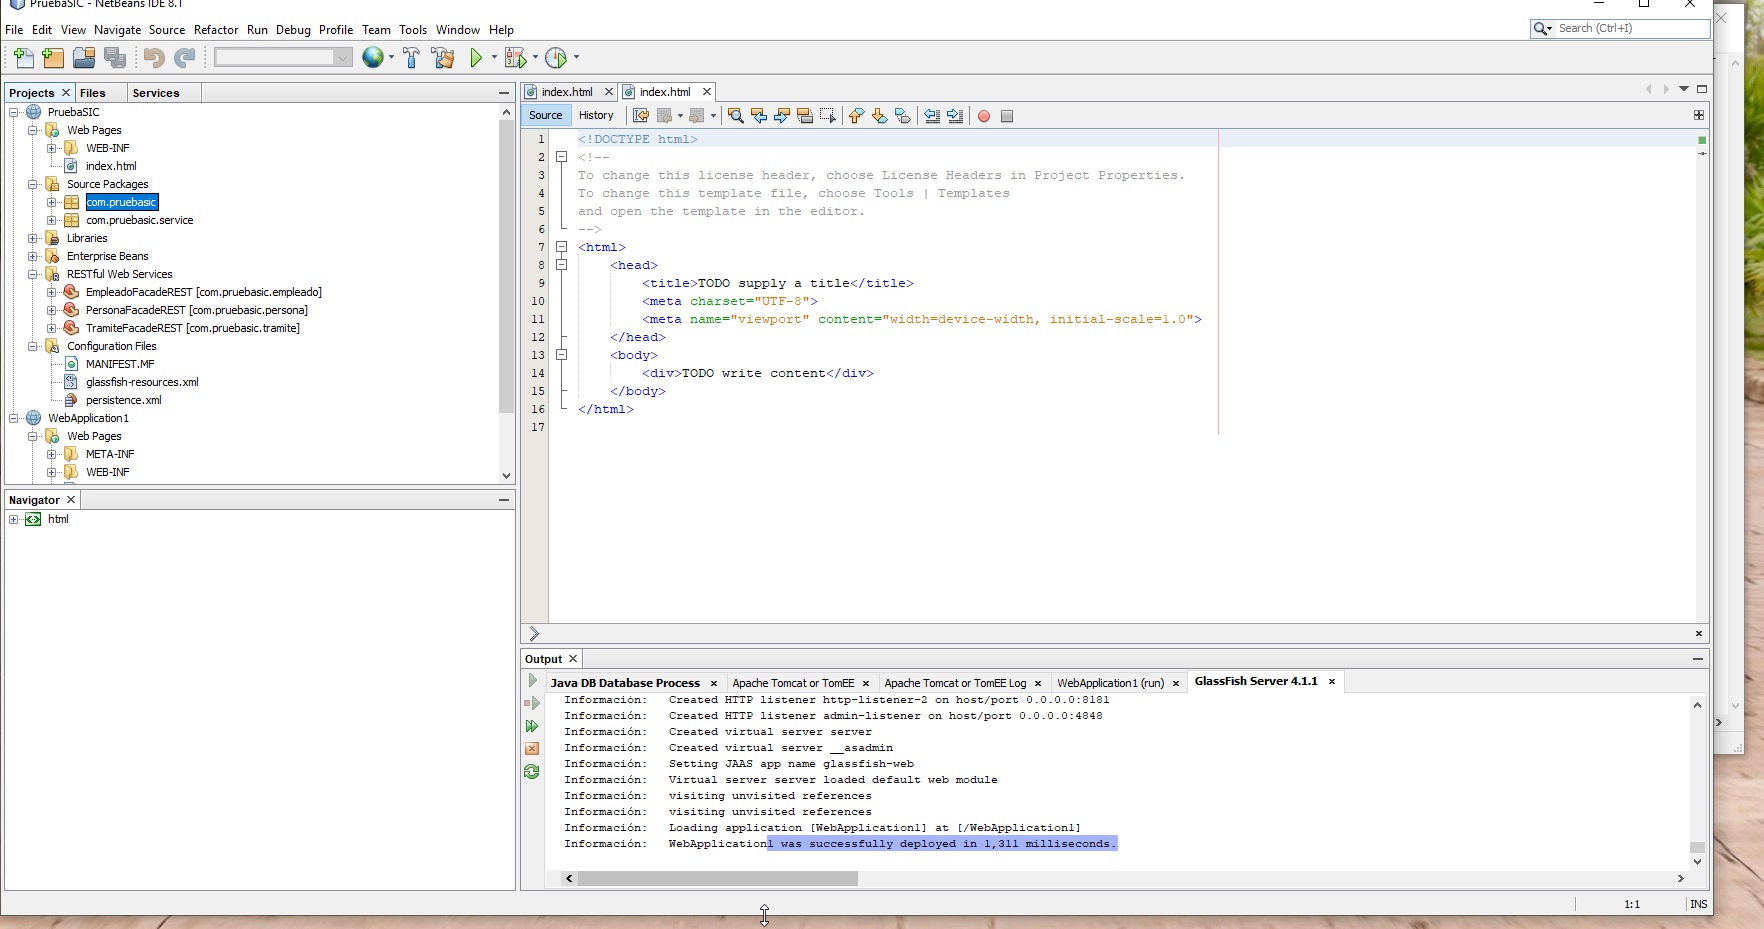 PruebaSIC - NetBeans IDE 8.1
File Edit View Navigate Source Refactor Run Debug Profile Team Tools Window Help
Search (Ctrl+I)
Projects Files Services
PruebaSIC
Web Pages
WEB-INF
index.html
Source Packages
com.pruebasic
com.pruebasic.service
Libraries
Enterprise Beans
RESTful Web Services
EmpleadoFacadeREST [com.pruebasic.empleado]
PersonaFacadeREST [com.pruebasic.persona]
TramiteFacadeREST [com.pruebasic.tramite]
Configuration Files
MANIFEST.MF
glassfish-resources.xml
persistence.xml
WebApplication1
Web Pages
META-INF
WEB-INF
Navigator
html
index.html index.html
Source History
1 <!DOCTYPE html>
2 <!--
3 To change this license header, choose License Headers in Project Properties.
4 To change this template file, choose Tools | Templates
5 and open the template in the editor.
6 -->
7 <html>
8 <head>
9 <title>TODO supply a title</title>
10 <meta charset="UTF-8">
11 <meta name="viewport" content="width=device-width, initial-scale=1.0">
12 </head>
13 <body>
14 <div>TODO write content</div>
15 </body>
16 </html>
17
Output
Java DB Database Process Apache Tomcat or TomEE Apache Tomcat or TomEE Log WebApplication1 (run) GlassFish Server 4.1.1
Información: Created HTTP listener http-listener-2 on host/port 0.0.0.0:8181
Información: Created HTTP listener admin-listener on host/port 0.0.0.0:4848
Información: Created virtual server server
Información: Created virtual server __asadmin
Información: Setting JAAS app name glassfish-web
Información: Virtual server server loaded default web module
Información: visiting unvisited references
Información: visiting unvisited references
Información: Loading application [WebApplication1] at [/WebApplication1]
Información: WebApplication1 was successfully deployed in 1,311 milliseconds.
1:1 INS